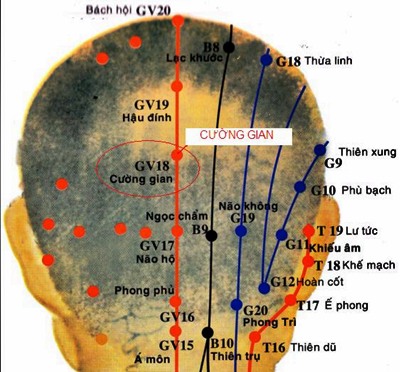 Bách hội GV20
B8
Lạc khước
G18 Thừa linh
GV19
Hậu đính
CƯỜNG GIAN
GV18
Cường gian
Thiên xung
G9
G10 Phù bạch
Ngọc chẩm
Não không
G19
B9
GV17
Não hộ
G11
T 19 Lư tức
Khiếu âm
T 18 Khế mạch
G12 Hoàn cốt
Phong phủ
GV16
G20
Phong Trì
T17 Ế phong
GV15
Á môn
B10
Thiên trụ
T16 Thiên dũ